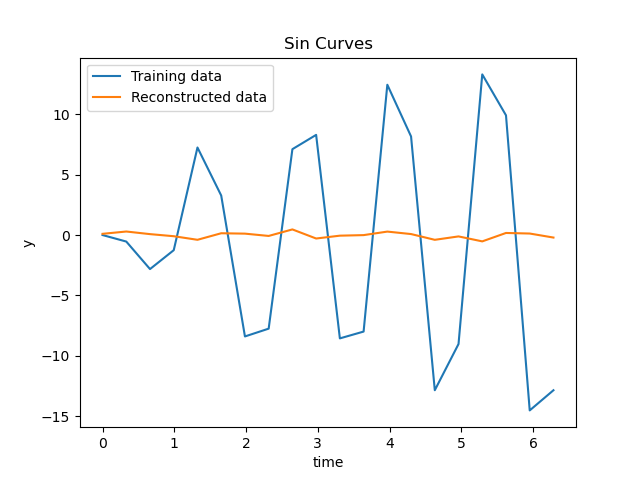 Sin Curves
Training data
Reconstructed data
10
5
0
−5
−10
−15
y
0 1 2 3 4 5 6
time